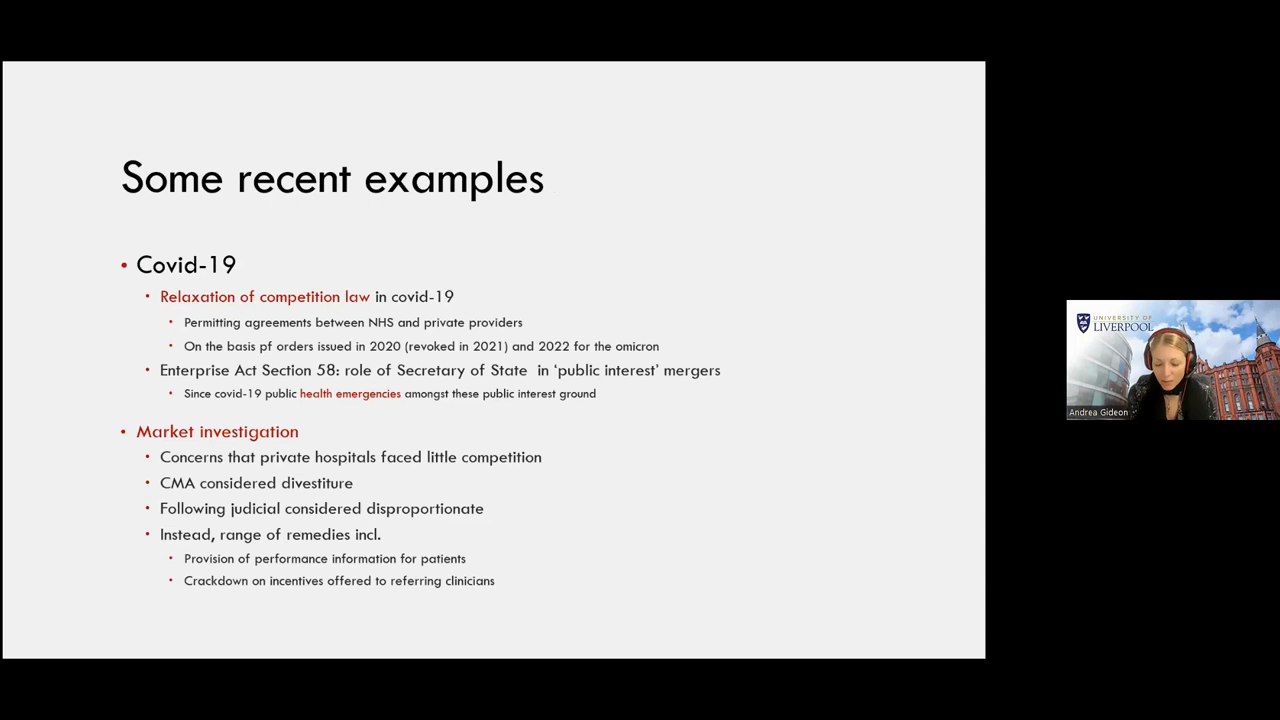 Some recent examples
• Covid-19
• Relaxation of competition law in covid-19
• Permitting agreements between NHS and private providers
• On the basis pf orders issued in 2020 (revoked in 2021) and 2022 for the omicron
• Enterprise Act Section 58: role of Secretary of State in ‘public interest’ mergers
• Since covid-19 public health emergencies amongst these public interest ground
• Market investigation
• Concerns that private hospitals faced little competition
• CMA considered divestiture
• Following judicial considered disproportionate
• Instead, range of remedies incl.
• Provision of performance information for patients
• Crackdown on incentives offered to referring clinicians
UNIVERSITY OF
LIVERPOOL
Andrea Gideon